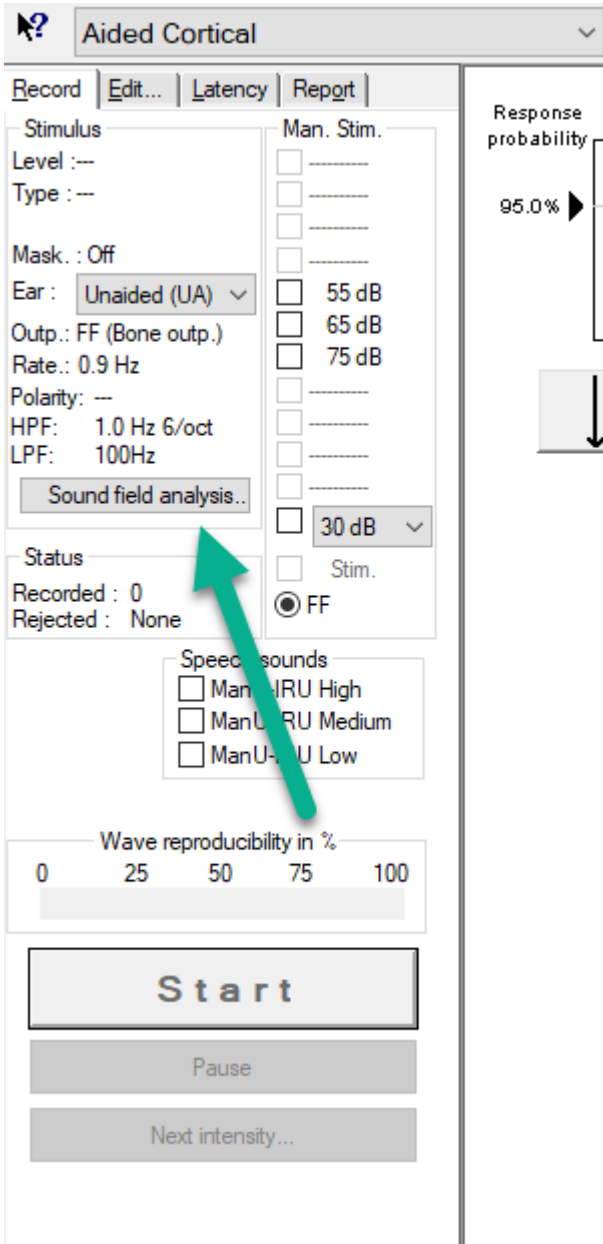 Aided Cortical
Record Edit... Latency Report
Stimulus
Level :---
Type : ---
Mask. : Off
Ear : Unaided (UA)
Outp.: FF (Bone outp.)
Rate.: 0.9 Hz
Polarity: ---
HPF: 1.0 Hz 6/oct
LPF: 100Hz
Sound field analysis..
Man. Stim.
----------
----------
----------
----------
55 dB
65 dB
75 dB
----------
----------
----------
----------
30 dB
Stim.
FF
Status
Recorded : 0
Rejected : None
Speech sounds
ManU-IRU High
ManU-IRU Medium
ManU-IRU Low
Wave reproducibility in %
0 25 50 75 100
Start
Pause
Next intensity...
Response
probability
95.0%